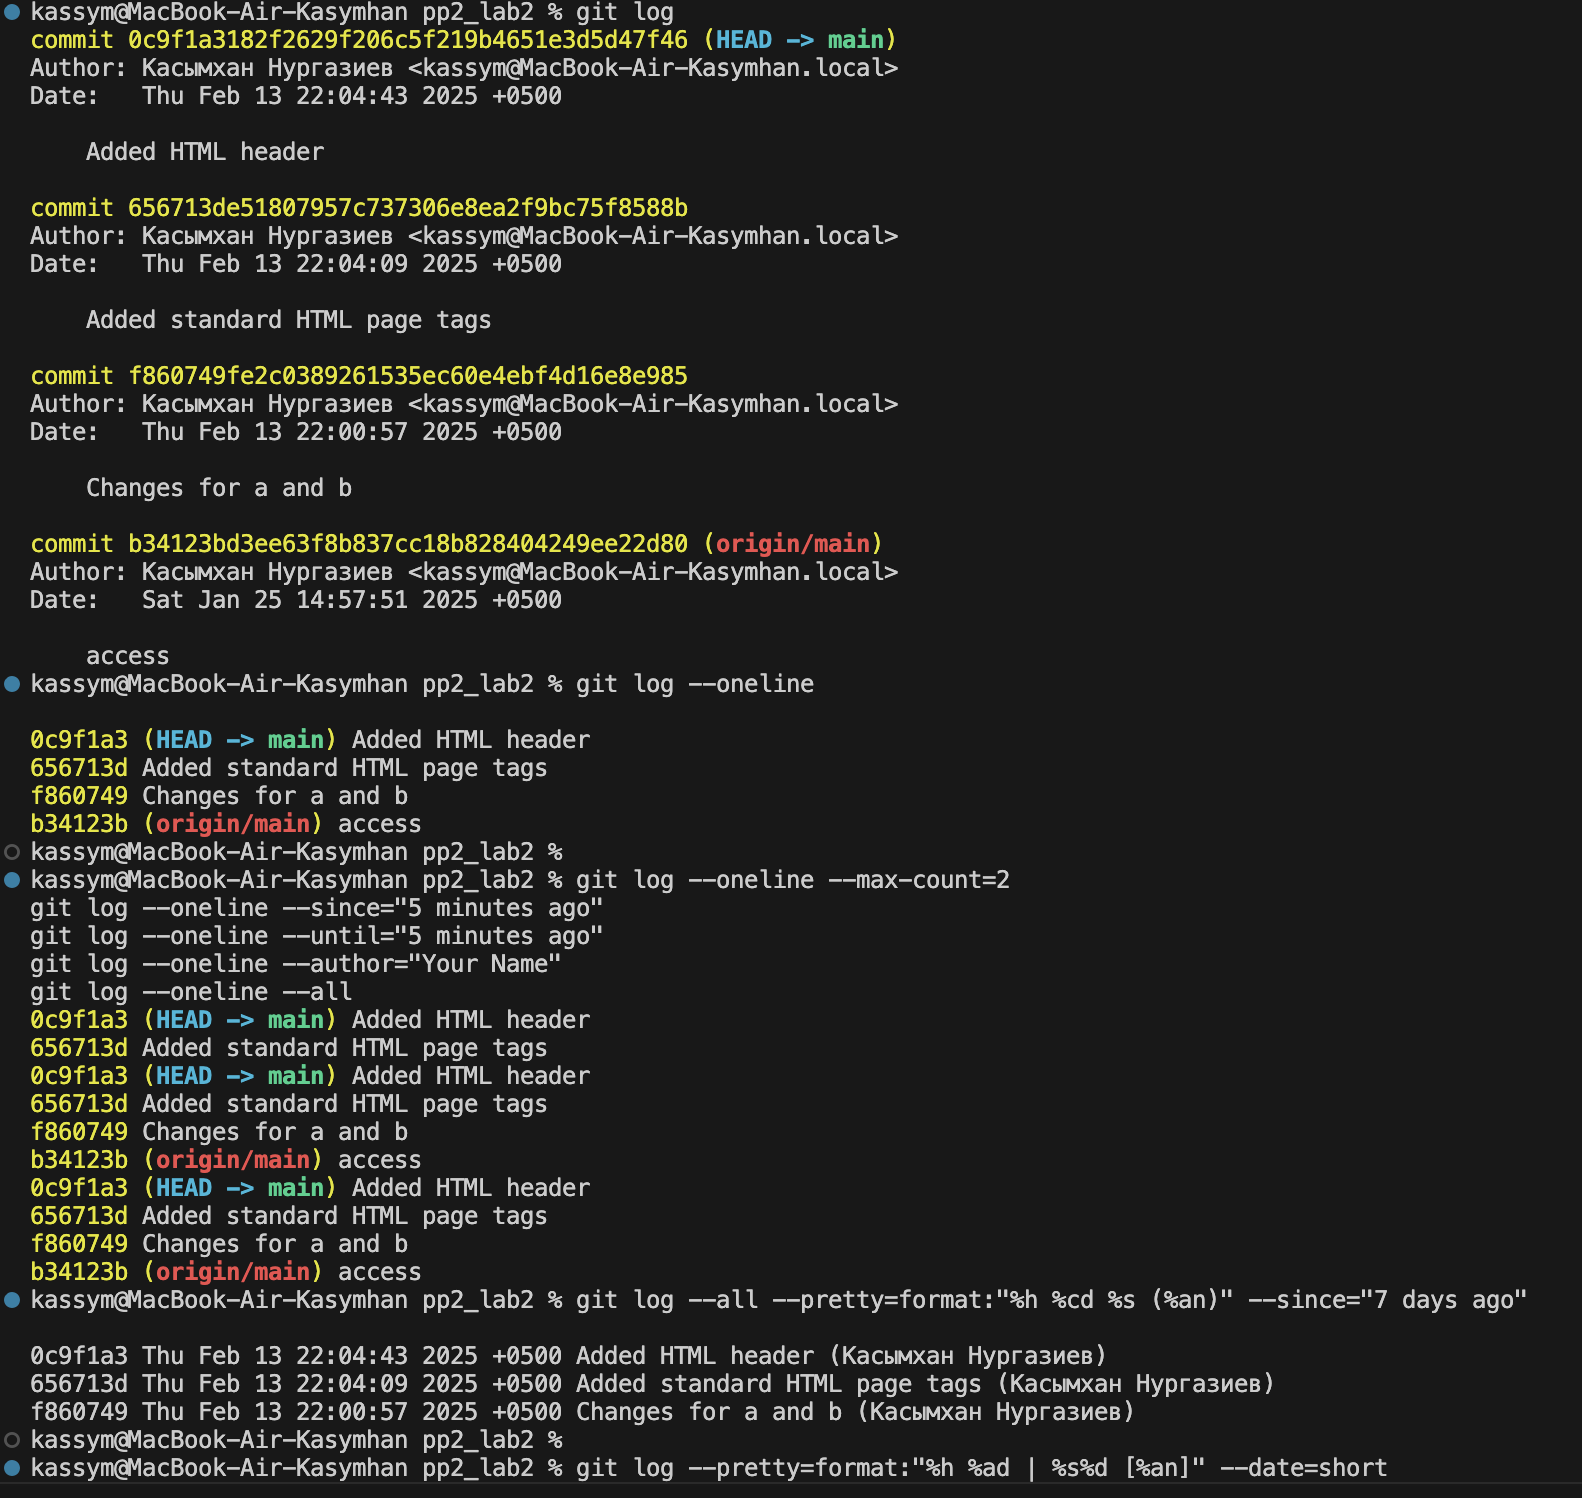 kassym@MacBook-Air-Kasymhan pp2_lab2 % git log
commit 0c9f1a3182f2629f206c5f219b4651e3d5d47f46 (HEAD -> main)
Author: Касымхан Нургазиев <kassym@MacBook-Air-Kasymhan.local>
Date:   Thu Feb 13 22:04:43 2025 +0500
    Added HTML header
commit 656713de51807957c737306e8ea2f9bc75f8588b
Author: Касымхан Нургазиев <kassym@MacBook-Air-Kasymhan.local>
Date:   Thu Feb 13 22:04:09 2025 +0500
    Added standard HTML page tags
commit f860749fe2c0389261535ec60e4ebf4d16e8e985
Author: Касымхан Нургазиев <kassym@MacBook-Air-Kasymhan.local>
Date:   Thu Feb 13 22:00:57 2025 +0500
    Changes for a and b
commit b34123bd3ee63f8b837cc18b828404249ee22d80 (origin/main)
Author: Касымхан Нургазиев <kassym@MacBook-Air-Kasymhan.local>
Date:   Sat Jan 25 14:57:51 2025 +0500
    access
kassym@MacBook-Air-Kasymhan pp2_lab2 % git log --oneline
0c9f1a3 (HEAD -> main) Added HTML header
656713d Added standard HTML page tags
f860749 Changes for a and b
b34123b (origin/main) access
kassym@MacBook-Air-Kasymhan pp2_lab2 %
kassym@MacBook-Air-Kasymhan pp2_lab2 % git log --oneline --max-count=2
git log --oneline --since="5 minutes ago"
git log --oneline --until="5 minutes ago"
git log --oneline --author="Your Name"
git log --oneline --all
0c9f1a3 (HEAD -> main) Added HTML header
656713d Added standard HTML page tags
0c9f1a3 (HEAD -> main) Added HTML header
656713d Added standard HTML page tags
f860749 Changes for a and b
b34123b (origin/main) access
0c9f1a3 (HEAD -> main) Added HTML header
656713d Added standard HTML page tags
f860749 Changes for a and b
b34123b (origin/main) access
kassym@MacBook-Air-Kasymhan pp2_lab2 % git log --all --pretty=format:"%h %cd %s (%an)" --since="7 days ago"
0c9f1a3 Thu Feb 13 22:04:43 2025 +0500 Added HTML header (Касымхан Нургазиев)
656713d Thu Feb 13 22:04:09 2025 +0500 Added standard HTML page tags (Касымхан Нургазиев)
f860749 Thu Feb 13 22:00:57 2025 +0500 Changes for a and b (Касымхан Нургазиев)
kassym@MacBook-Air-Kasymhan pp2_lab2 %
kassym@MacBook-Air-Kasymhan pp2_lab2 % git log --pretty=format:"%h %ad | %s%d [%an]" --date=short